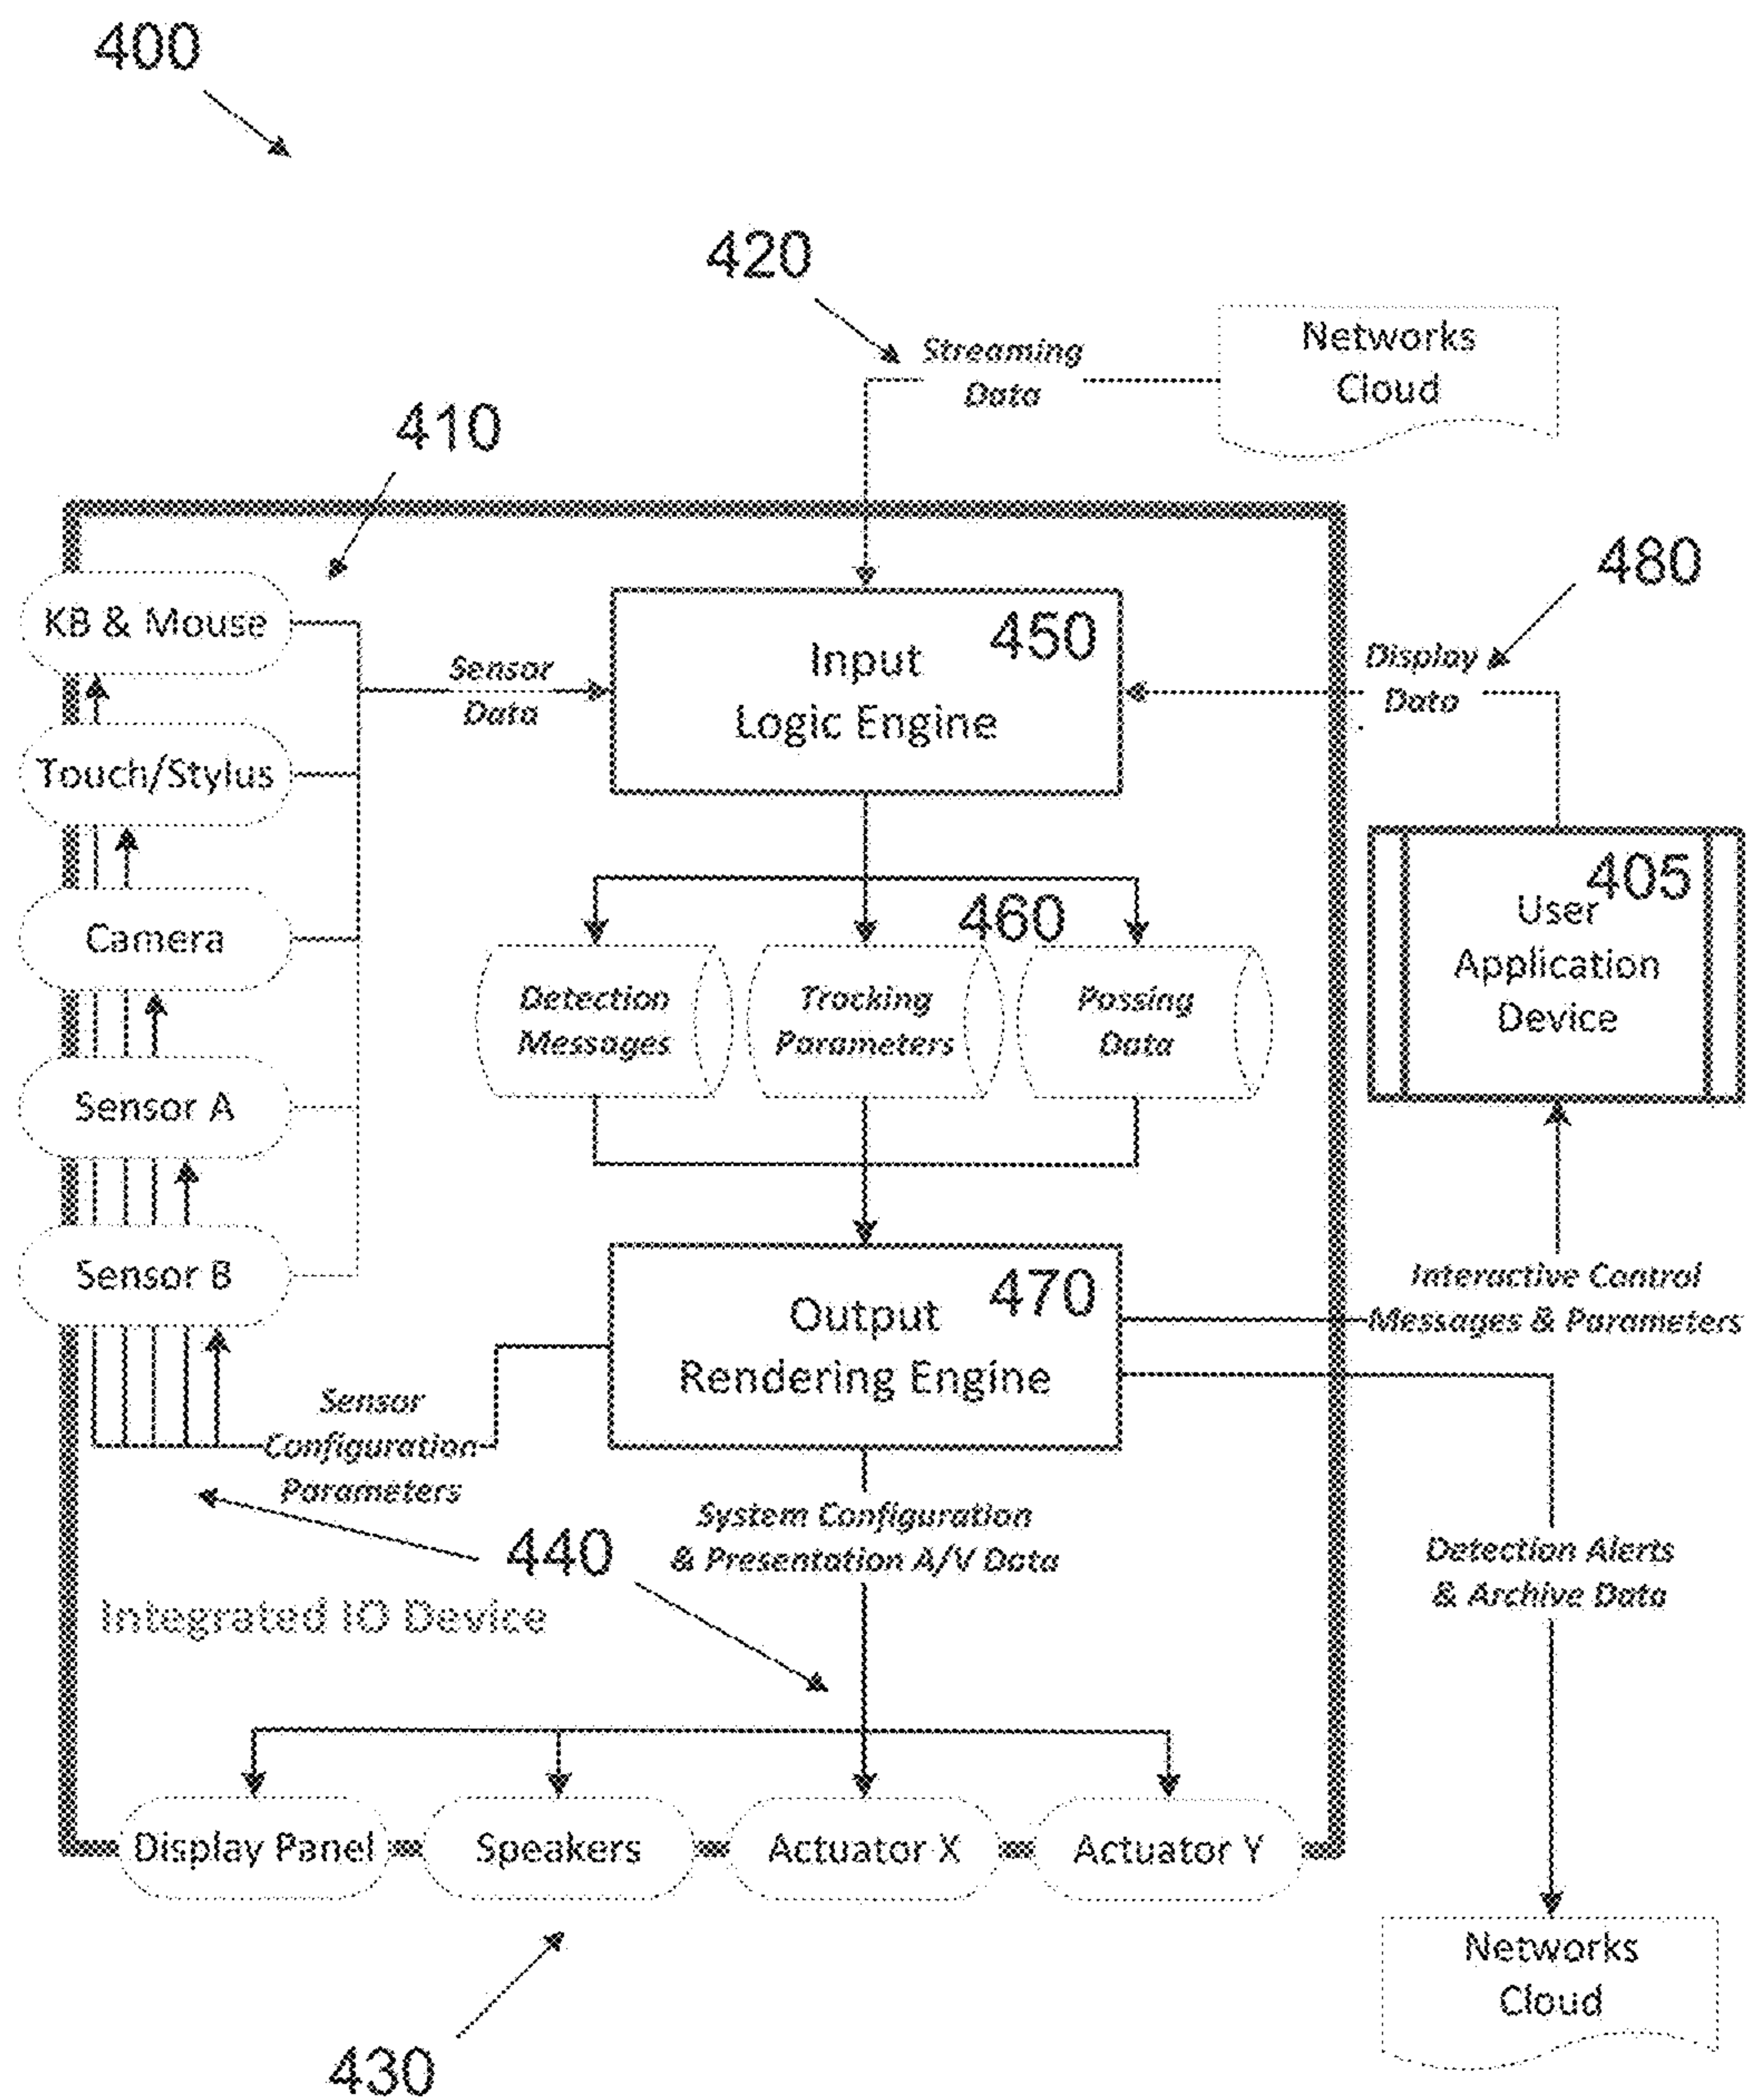 400
420
Streaming
Data
Networks
Cloud
410
480
KB & Mouse
Touch/Stylus
Camera
Sensor A
Sensor B
Sensor
Data
450
Input
Logic Engine
Display
Data
405
User
Application
Device
460
Detection
Messages
Tracking
Parameters
Passing
Data
470
Output
Rendering Engine
Interactive Control
Messages & Parameters
Sensor
Configuration
Parameters
System Configuration
& Presentation A/V Data
440
Detection Alerts
& Archive Data
Integrated IO Device
Display Panel
Speakers
Actuator X
Actuator Y
Networks
Cloud
430